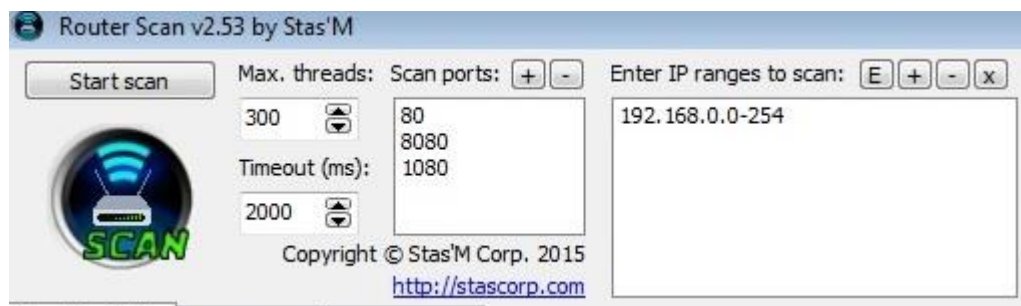 Router Scan v2.53 by Stas'M
Start scan
Max. threads:
300
Timeout (ms):
2000
Scan ports: + -
80
8080
1080
Enter IP ranges to scan: E + - x
192.168.0.0-254
SCAN
Copyright © Stas'M Corp. 2015
http://stascorp.com